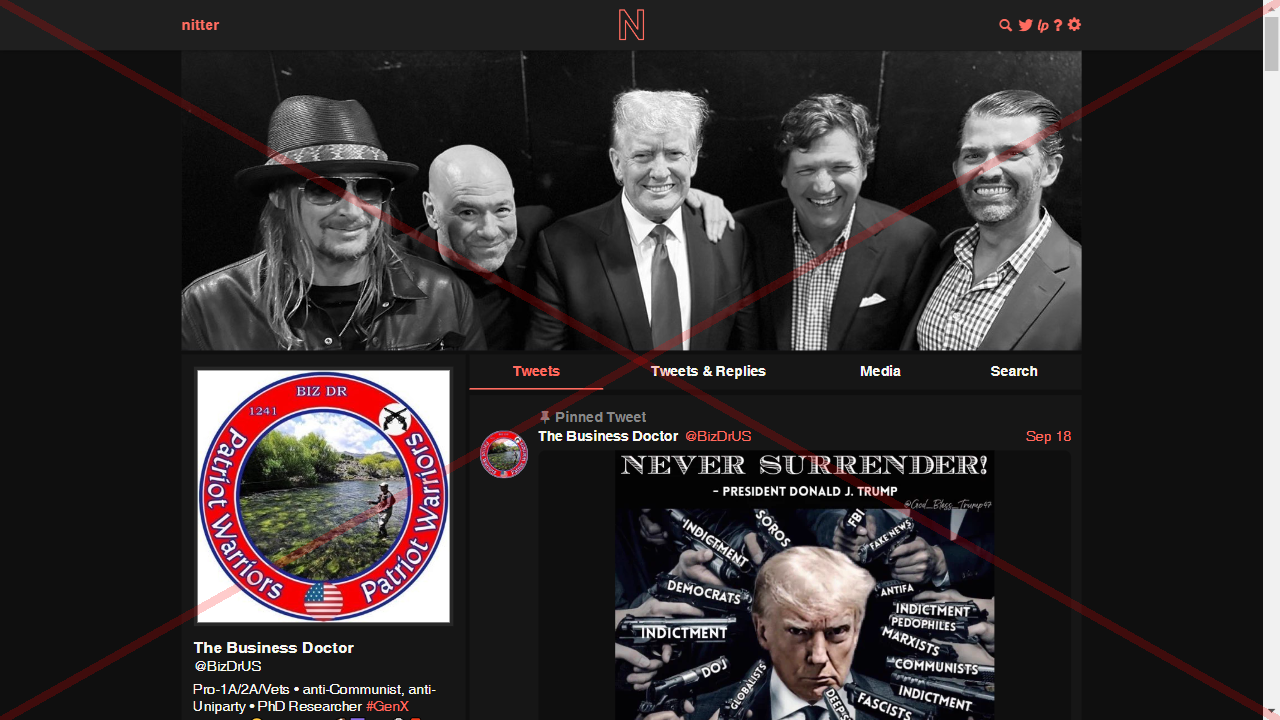 nitter
N
lp ?
Tweets Tweets & Replies Media Search
BIZ DR
1241
Patriot Warriors Patriot Warriors
The Business Doctor
@BizDrUS
Pro-1A/2A/Vets • anti-Communist, anti-
Uniparty • PhD Researcher #GenX
Pinned Tweet
The Business Doctor @BizDrUS Sep 18
NEVER SURRENDER!
- PRESIDENT DONALD J. TRUMP
@God_Bless_Trump47
INDICTMENT
SOROS
FBI
FAKE NEWS
DEMOCRATS
ANTIFA
INDICTMENT
PEDOPHILES
INDICTMENT
MARXISTS
COMMUNISTS
DOJ
GLOBALISTS
INDICTMENT
FASCISTS